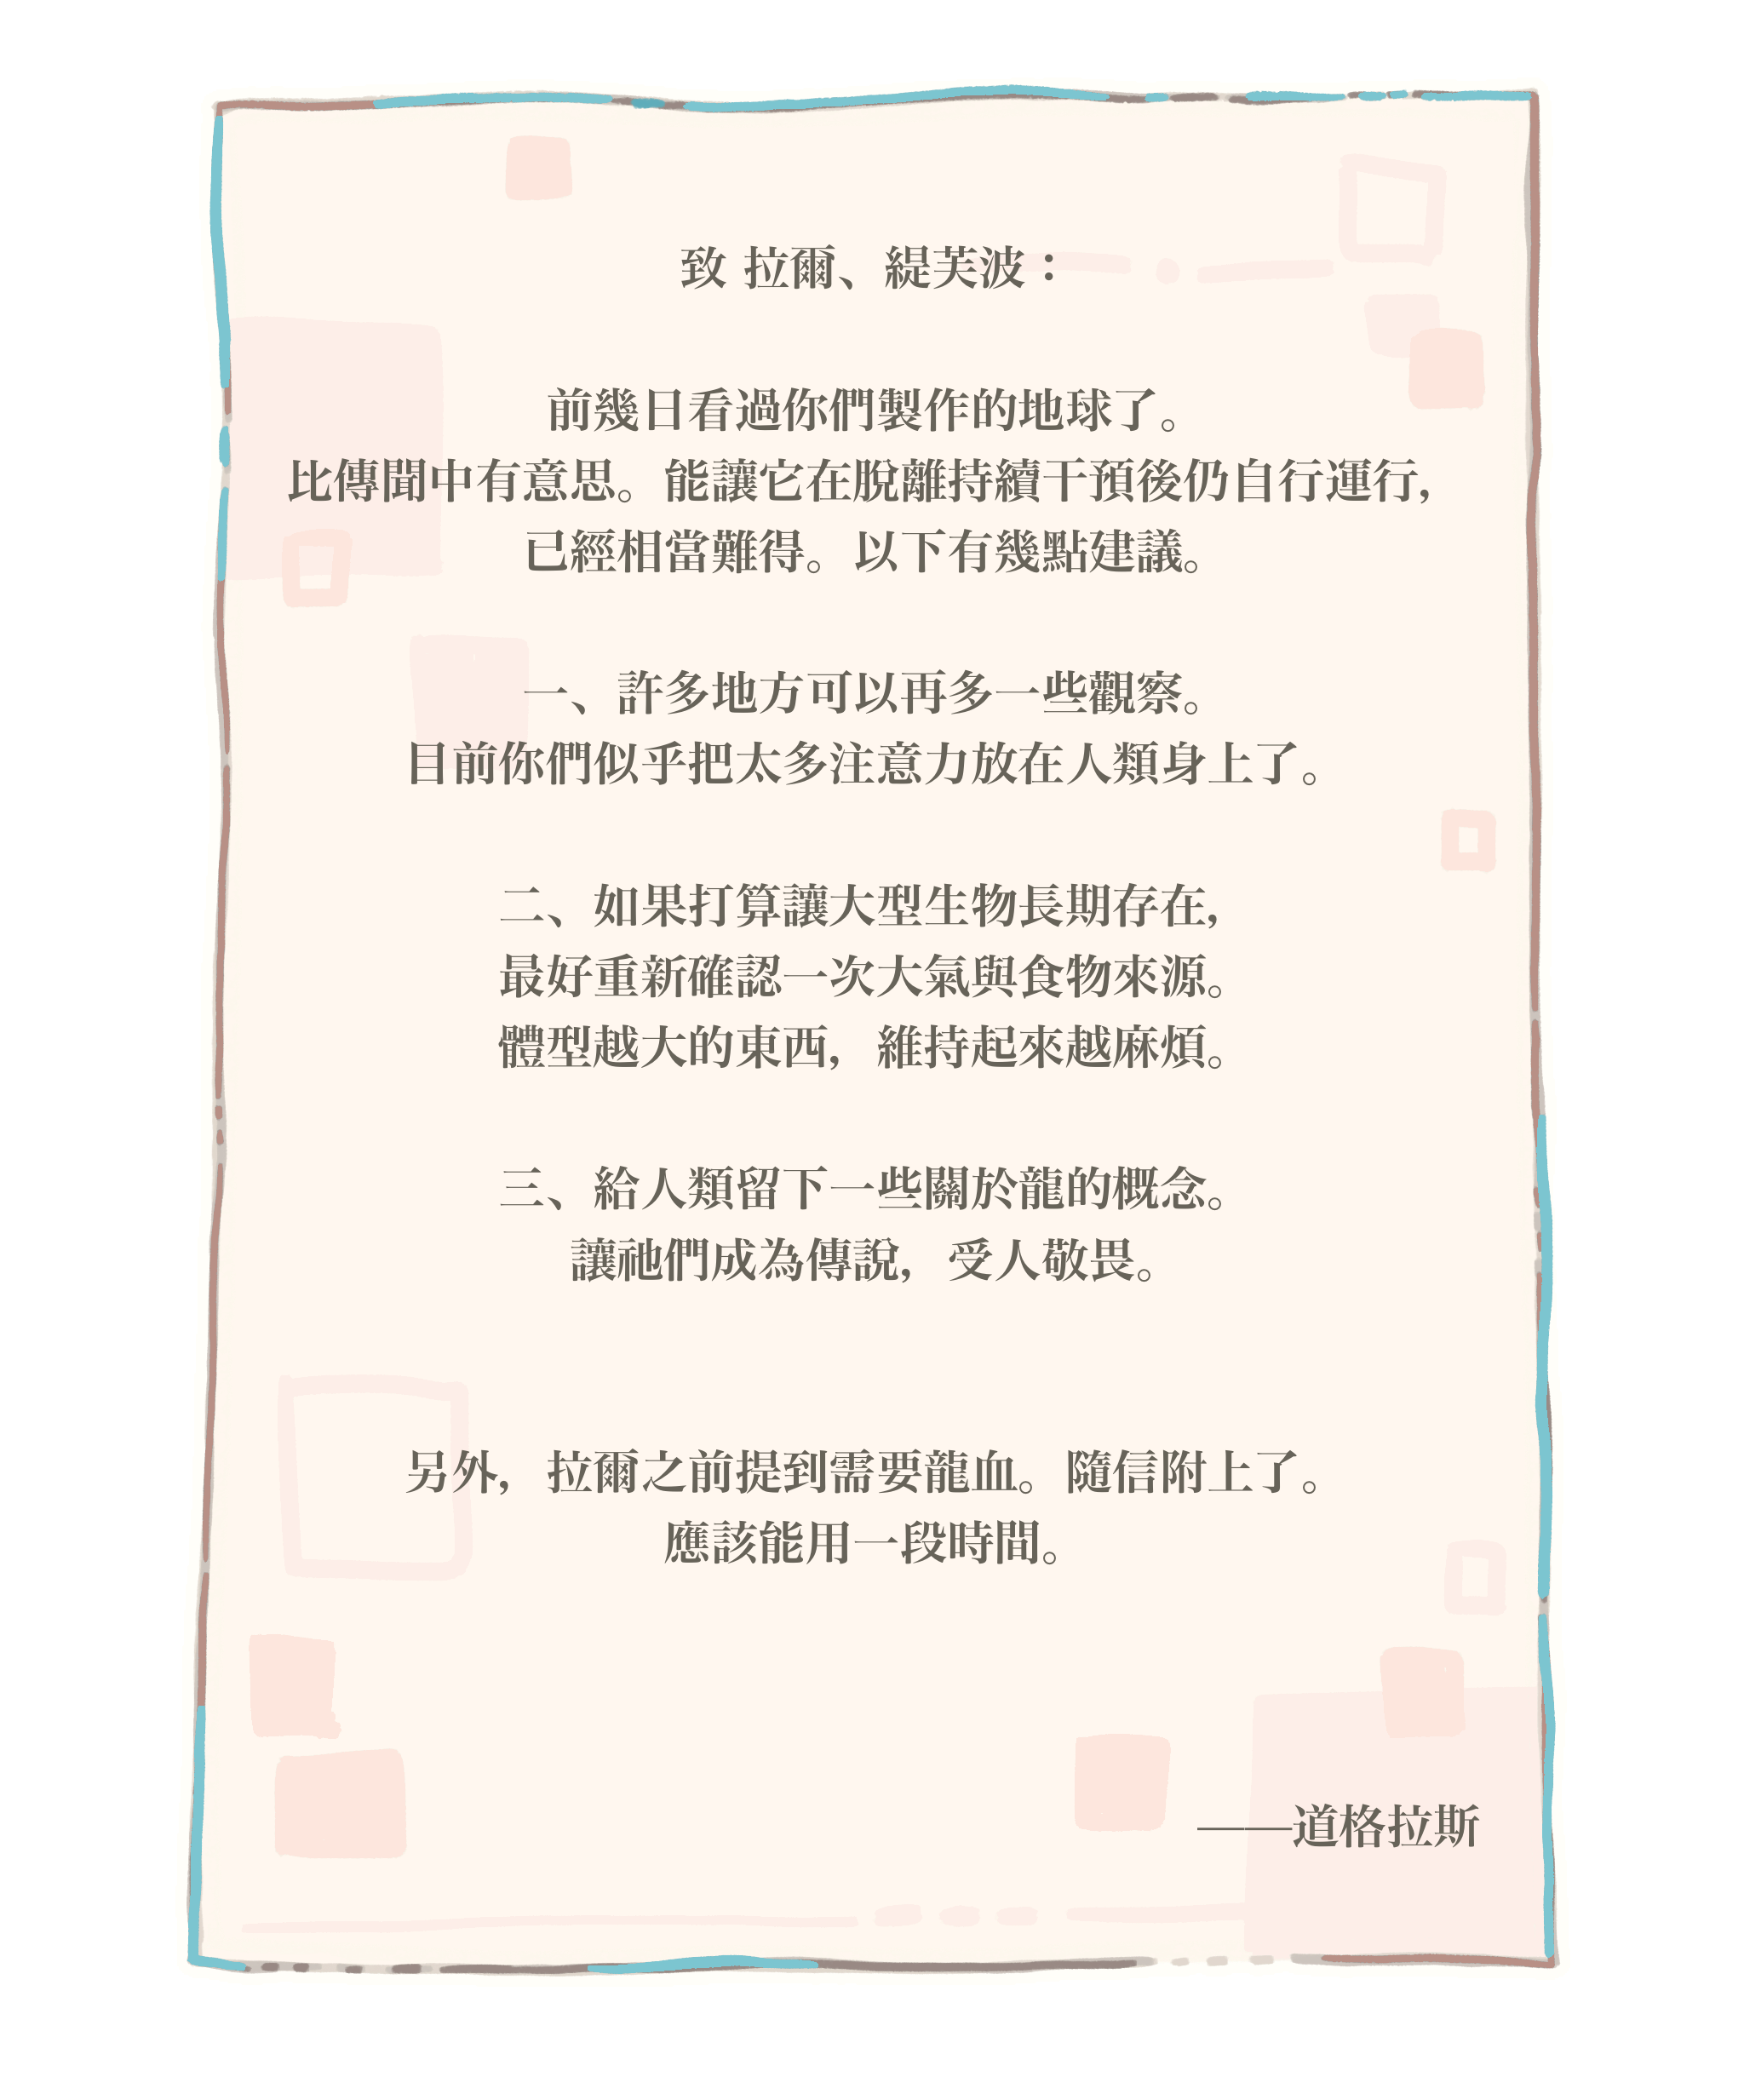 致 拉爾、緹芙波：
前幾日看過你們製作的地球了。
比傳聞中有意思。能讓它在脫離持續干預後仍自行運行，
已經相當難得。以下有幾點建議。
一、許多地方可以再多一些觀察。
目前你們似乎把太多注意力放在人類身上了。
二、如果打算讓大型生物長期存在，
最好重新確認一次大氣與食物來源。
體型越大的東西，維持起來越麻煩。
三、給人類留下一些關於龍的概念。
讓祂們成為傳說，受人敬畏。
另外，拉爾之前提到需要龍血。隨信附上了。
應該能用一段時間。
——道格拉斯